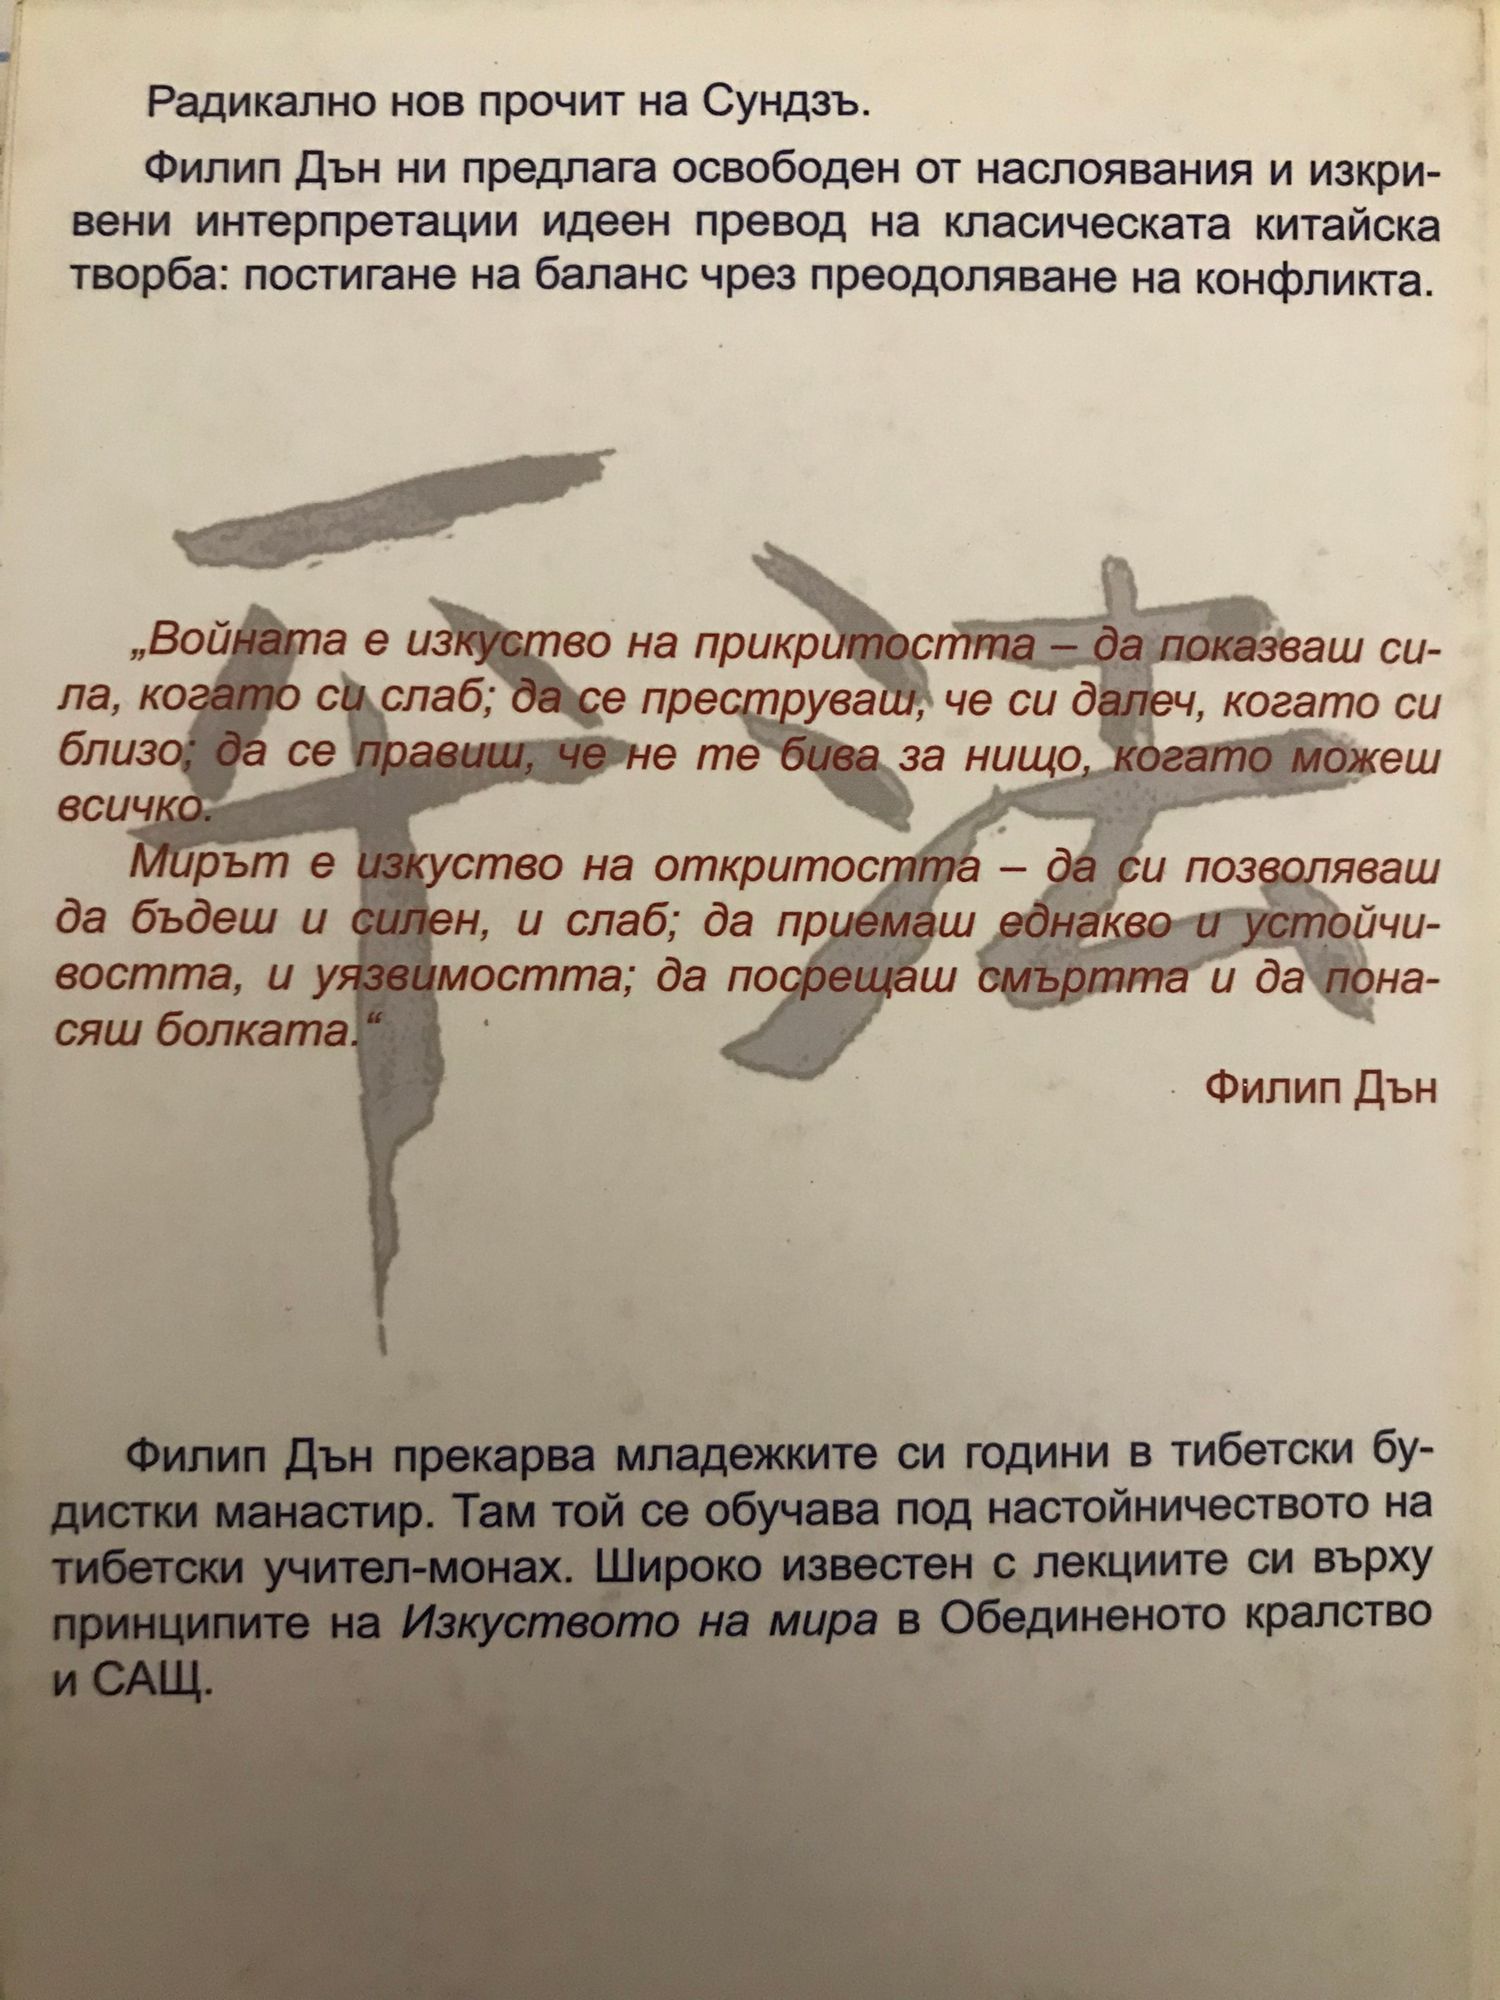 Радикално нов прочит на Сундзъ.
Филип Дън ни предлага освободен от наслоявания и изкри-
вени интерпретации идеен превод на класическата китайска
творба: постигане на баланс чрез преодоляване на конфликта.
平法
„Войната е изкуство на прикритостта – да показваш си-
ла, когато си слаб; да се преструваш, че си далеч, когато си
близо; да се правиш, че не те бива за нищо, когато можеш
всичко.
Мирът е изкуство на откритостта – да си позволяваш
да бъдеш и силен, и слаб; да приемаш еднакво и устойчи-
востта, и уязвимостта; да посрещаш смъртта и да пона-
сяш болката.“
Филип Дън
Филип Дън прекарва младежките си години в тибетски бу-
дистки манастир. Там той се обучава под настойничеството на
тибетски учител-монах. Широко известен с лекциите си върху
принципите на Изкуството на мира в Обединеното кралство
и САЩ.